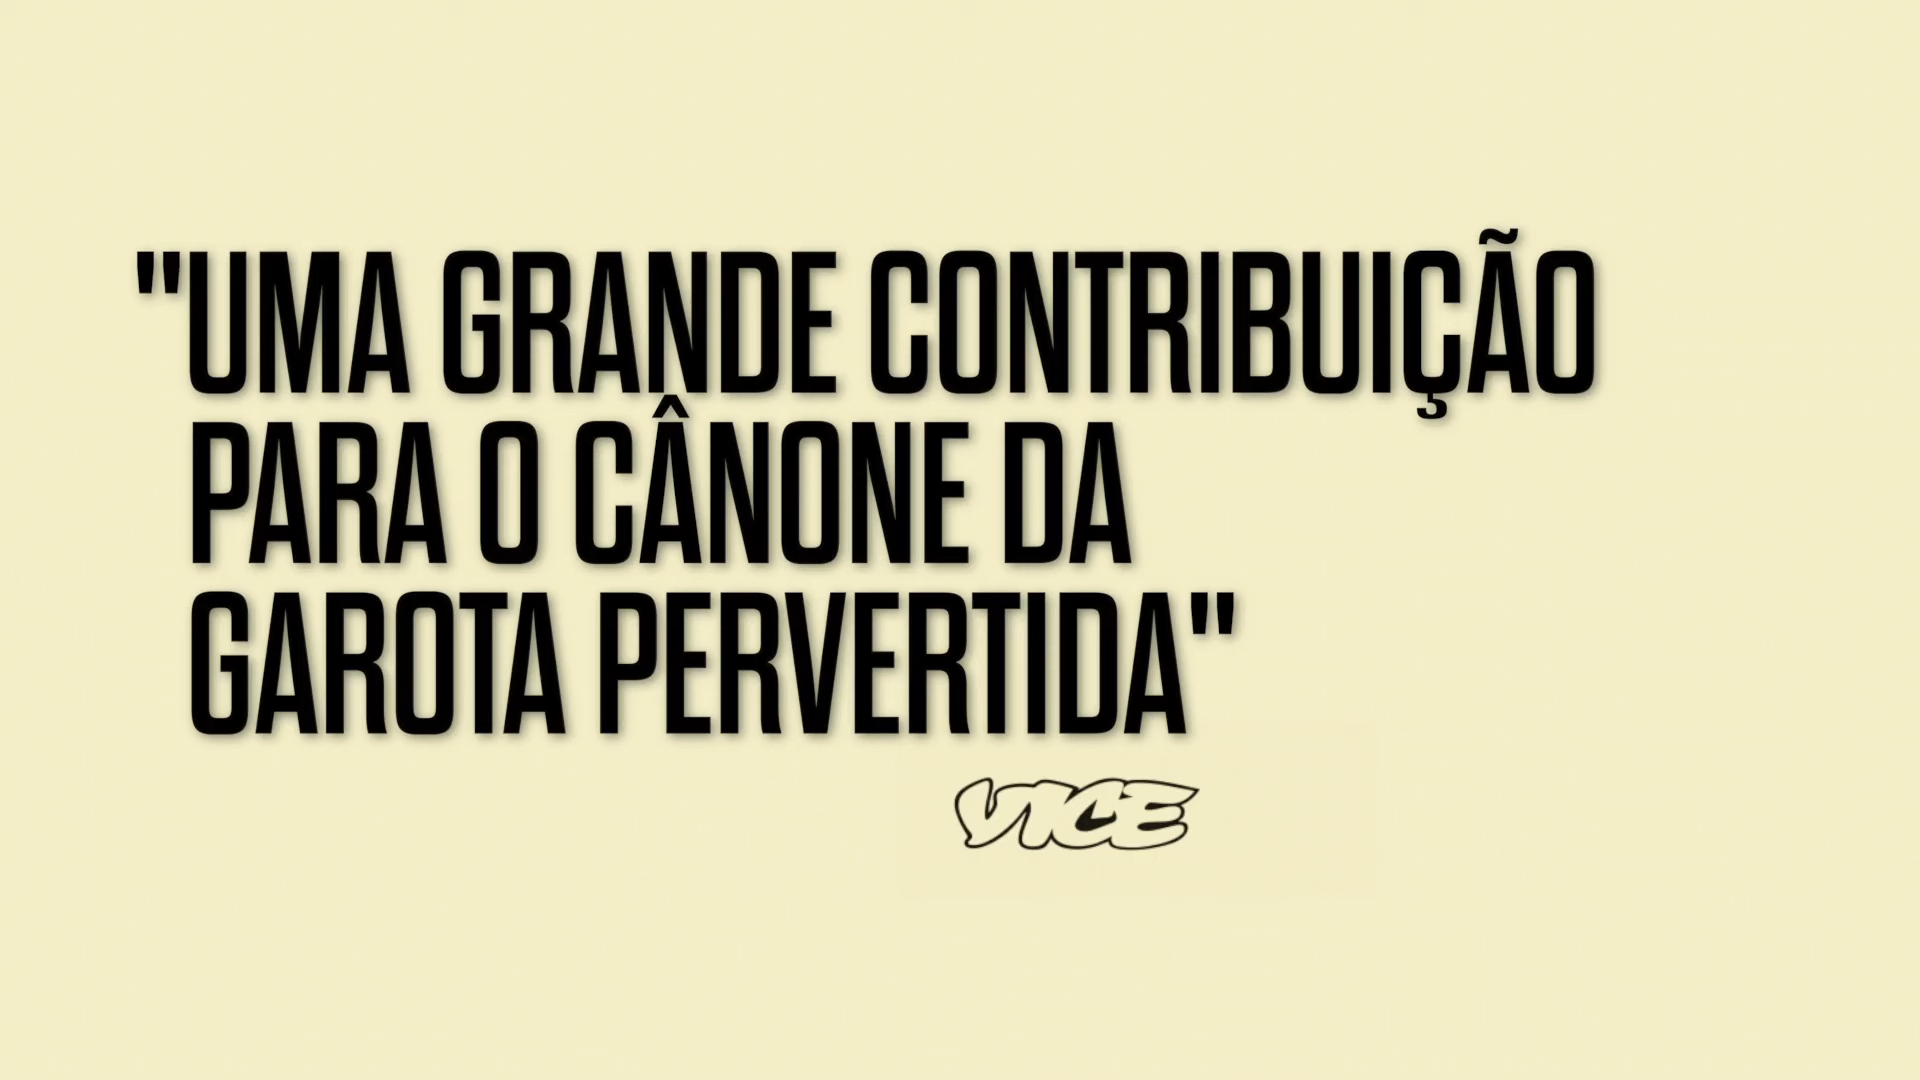 "UMA GRANDE CONTRIBUIÇÃO
PARA O CÂNONE DA
GAROTA PERVERTIDA"
VICE